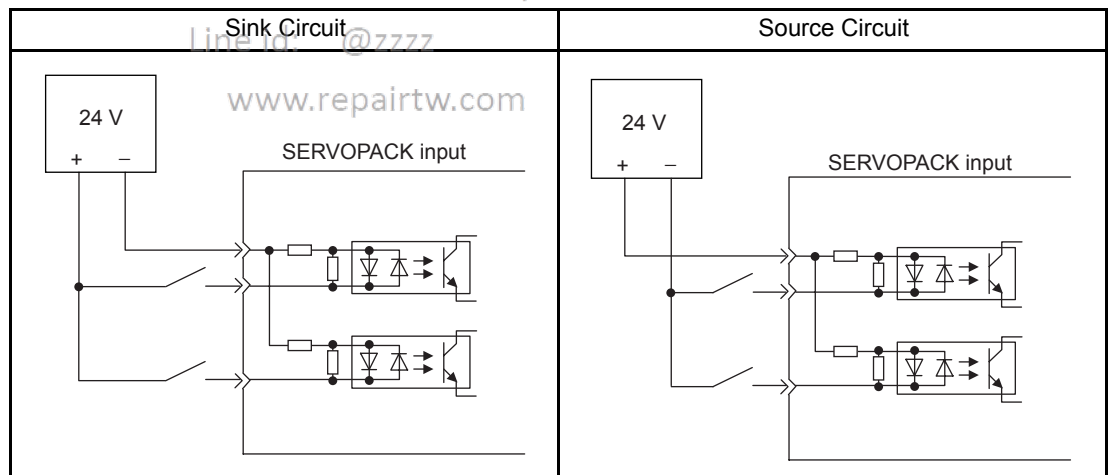 Sink Circuit
Source Circuit
Line id: @zzzz
www.repairtw.com
24 V
+ –
SERVOPACK input
24 V
+ –
SERVOPACK input